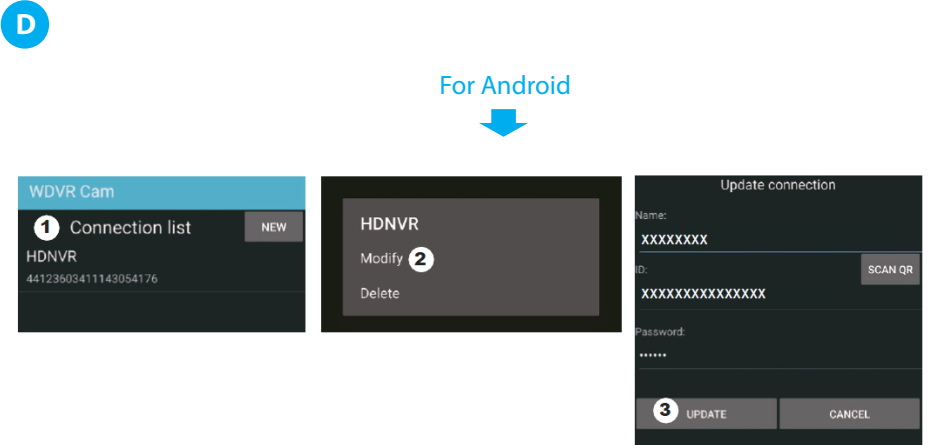 D
For Android
WDVR Cam
1 Connection list NEW
HDNVR
44123603411143054176
HDNVR
Modify 2
Delete
Update connection
Name:
XXXXXXXX
ID:
SCAN QR
XXXXXXXXXXXXXXX
Password:
••••••
3 UPDATE CANCEL